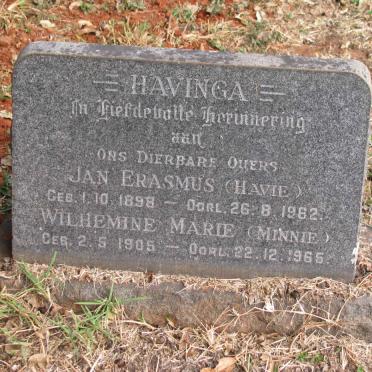 HAVINGA
In Liefdevolle Herinnering
aan
ONS DIERBARE OUERS
JAN ERASMUS (HAVIE)
GEB. 1.10.1898 – OORL. 26.8.1962.
WILHEMINE MARIE (MINNIE)
GEB. 2.5.1905 – OORL. 22.12.1965.